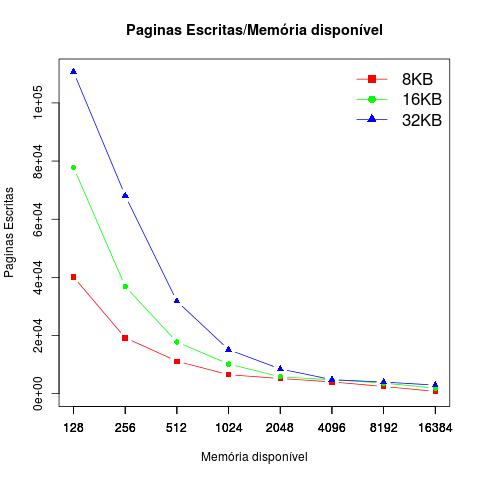 Paginas Escritas/Memória disponível
8KB
16KB
32KB
Paginas Escritas
1e+05
8e+04
6e+04
4e+04
2e+04
0e+00
128 256 512 1024 2048 4096 8192 16384
Memória disponível